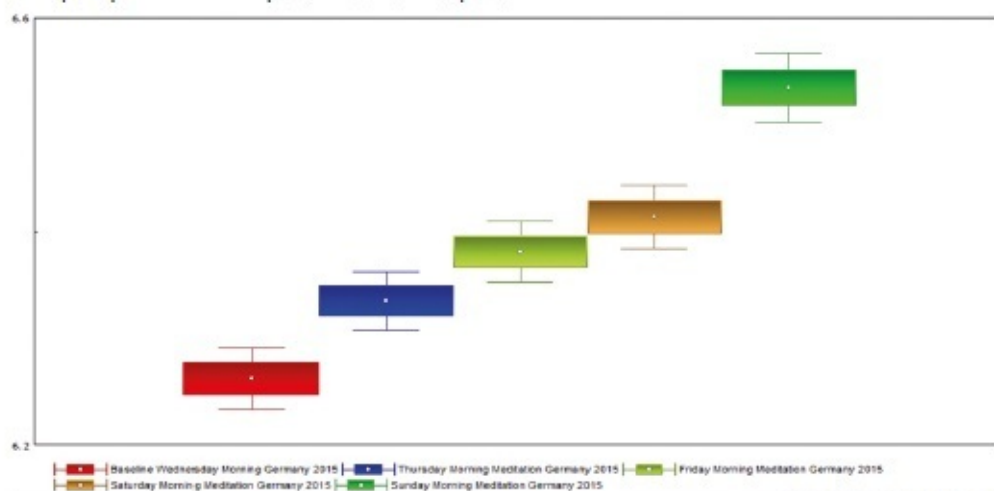 6.6
6.2
Baseline Wednesday Morning Germany 2015 Thursday Morning Meditation Germany 2015 Friday Morning Meditation Germany 2015
Saturday Morning Meditation Germany 2015 Sunday Morning Meditation Germany 2015